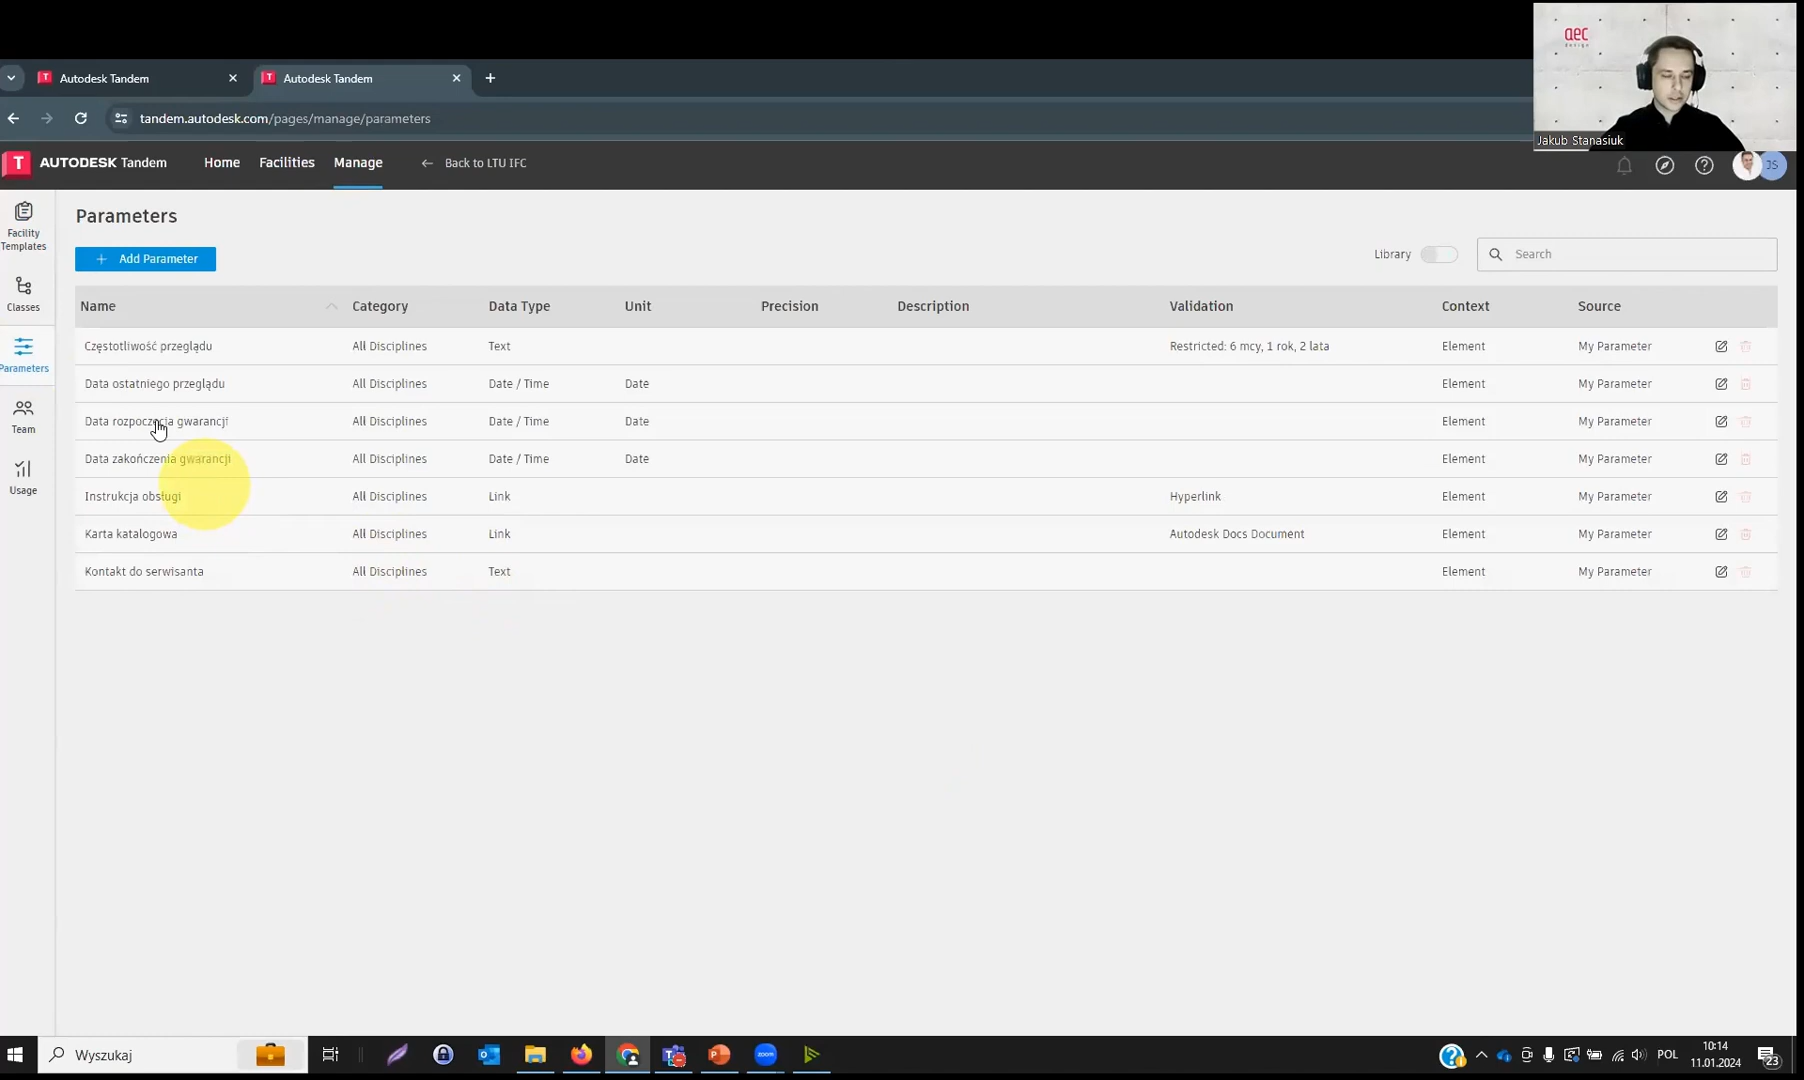 aec
design
Jakub Stanasiuk
Autodesk Tandem
Autodesk Tandem
tandem.autodesk.com/pages/manage/parameters
T AUTODESK Tandem Home Facilities Manage Back to LTU IFC JS
Facility
Templates
Classes
Parameters
Team
Usage
Parameters
Add Parameter
Library
Search
Name Category Data Type Unit Precision Description Validation Context Source
Częstotliwość przeglądu All Disciplines Text Restricted: 6 mcy, 1 rok, 2 lata Element My Parameter
Data ostatniego przeglądu All Disciplines Date / Time Date Element My Parameter
Data rozpoczęcia gwarancji All Disciplines Date / Time Date Element My Parameter
Data zakończenia gwarancji All Disciplines Date / Time Date Element My Parameter
Instrukcja obsługi All Disciplines Link Hyperlink Element My Parameter
Karta katalogowa All Disciplines Link Autodesk Docs Document Element My Parameter
Kontakt do serwisanta All Disciplines Text Element My Parameter
Wyszukaj
zoom
POL
10:14
11.01.2024
23